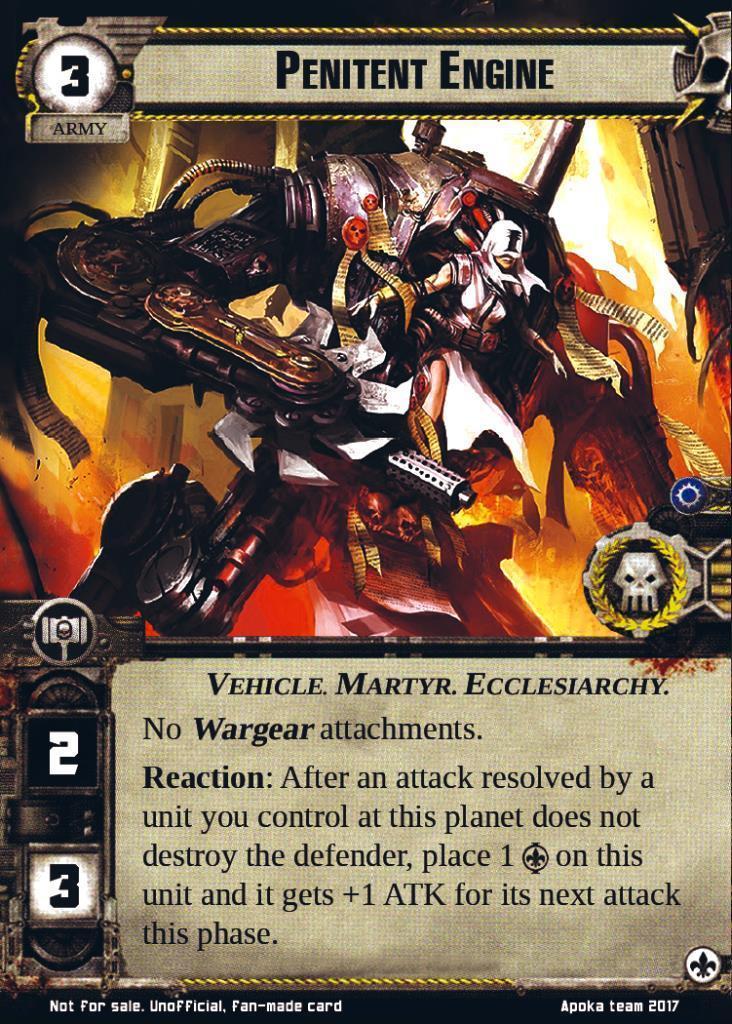 3
PENITENT ENGINE
ARMY
VEHICLE. MARTYR. ECCLESIARCHY.
No Wargear attachments.
2
Reaction: After an attack resolved by a
unit you control at this planet does not
destroy the defender, place 1 on this
3
unit and it gets +1 ATK for its next attack
this phase.
Not for sale. Unofficial, fan-made card
Apoka team 2017